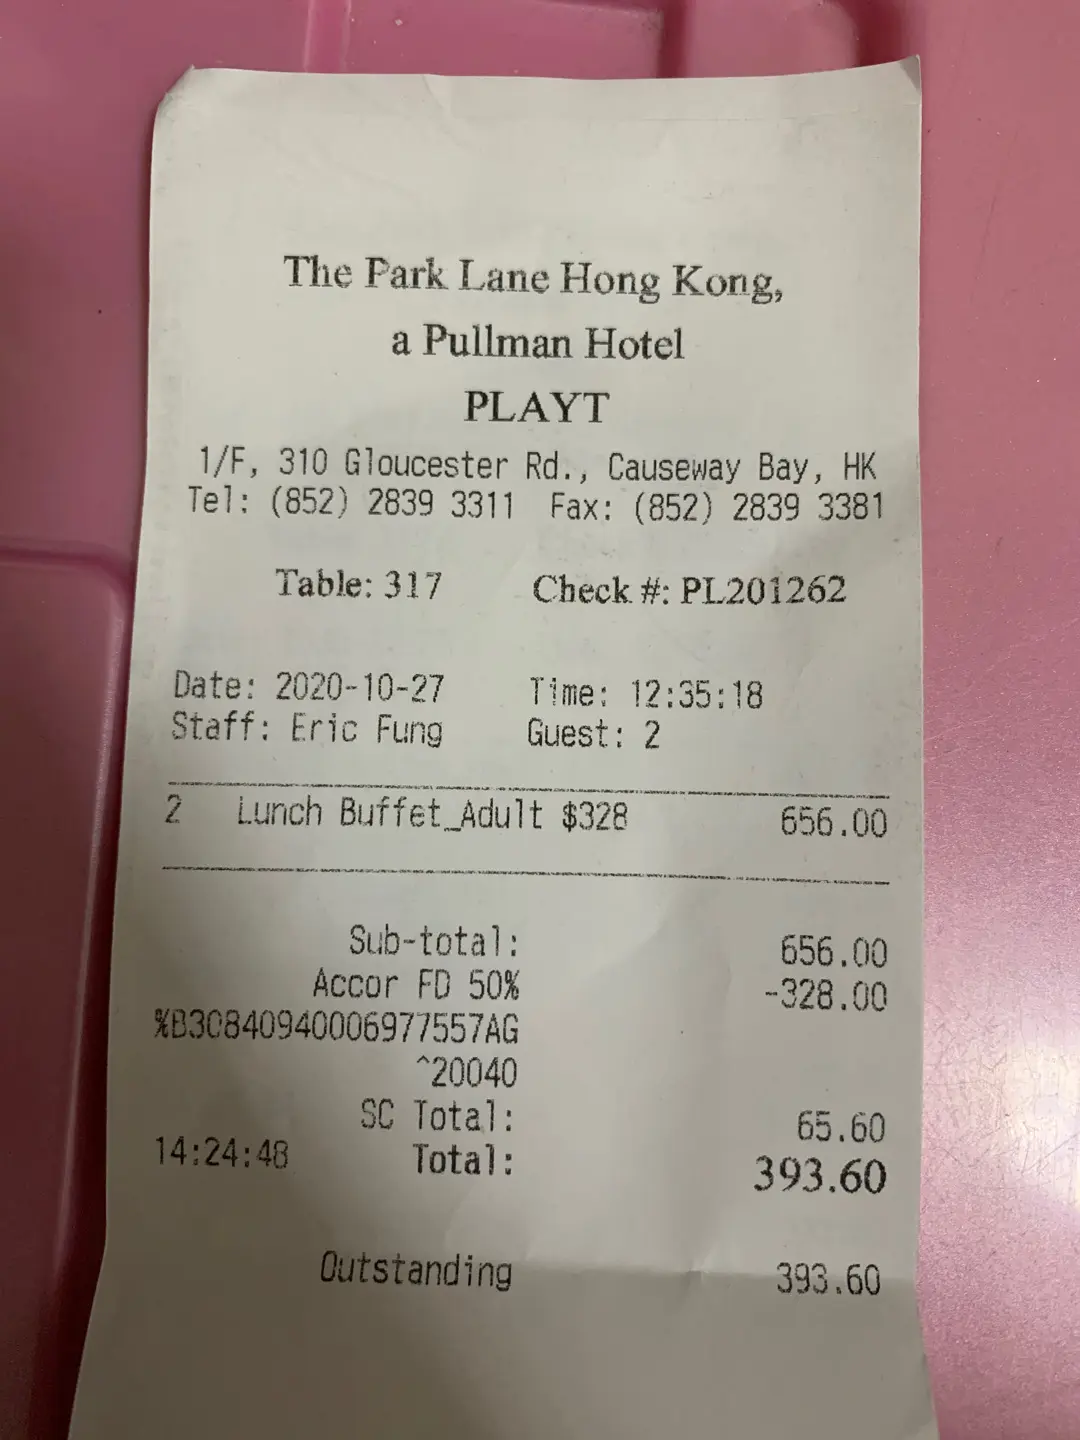 The Park Lane Hong Kong,
a Pullman Hotel
PLAYT
1/F, 310 Gloucester Rd., Causeway Bay, HK
Tel: (852) 2839 3311 Fax: (852) 2839 3381
Table: 317 Check #: PL201262
Date: 2020-10-27 Time: 12:35:18
Staff: Eric Fung Guest: 2
2 Lunch Buffet_Adult $328 656.00
Sub-total: 656.00
Accor FD 50% -328.00
%B30840940006977557AG
^20040
SC Total: 65.60
14:24:48 Total: 393.60
Outstanding 393.60